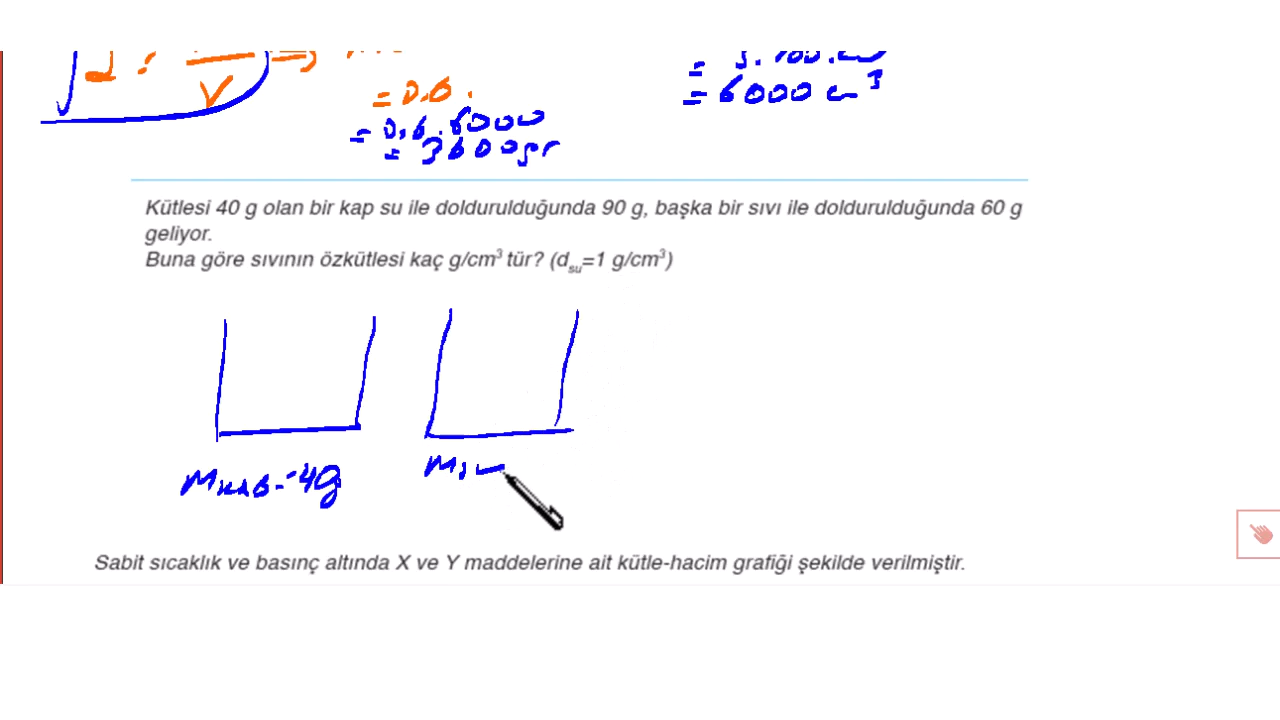 d =
V
= 0,6.
= 0,6.6000
= 3600gr
= 6000 cm³
Kütlesi 40 g olan bir kap su ile doldurulduğunda 90 g, başka bir sıvı ile doldurulduğunda 60 g
geliyor.
Buna göre sıvının özkütlesi kaç g/cm³ tür? (dsu=1 g/cm³)
Sabit sıcaklık ve basınç altında X ve Y maddelerine ait kütle-hacim grafiği şekilde verilmiştir.